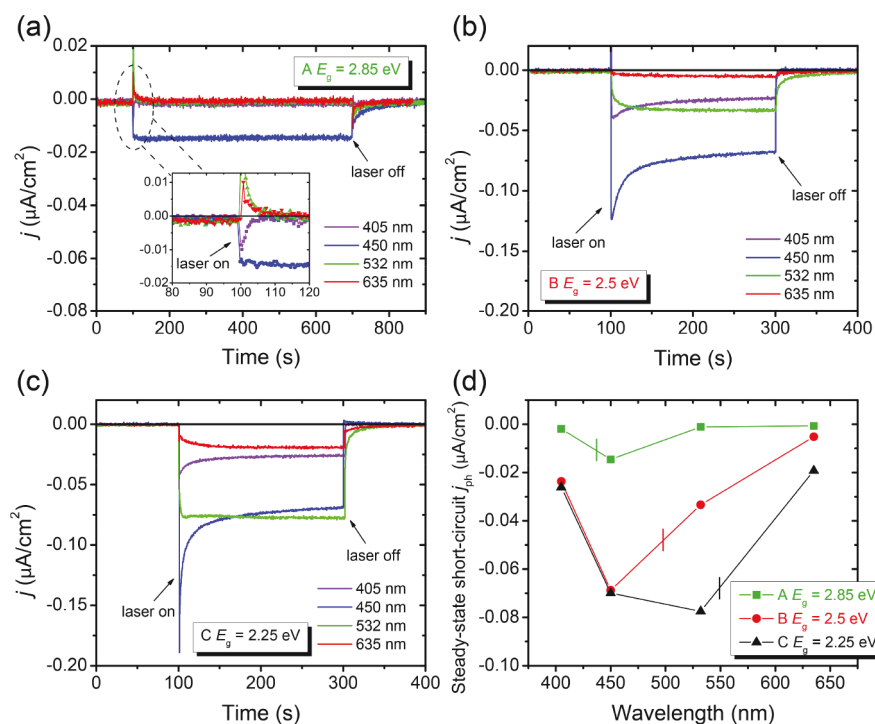 (a)
0.02
0.00
-0.02
-0.04
-0.06
-0.08
j (μA/cm²)
A Eg = 2.85 eV
laser off
0.01
0.00
-0.01
-0.02
laser on
80 90 100 110 120
405 nm
450 nm
532 nm
635 nm
0 200 400 600 800
Time (s)
(b)
0.00
-0.05
-0.10
-0.15
-0.20
j (μA/cm²)
laser off
laser on
B Eg = 2.5 eV
405 nm
450 nm
532 nm
635 nm
0 100 200 300 400
Time (s)
(c)
0.00
-0.05
-0.10
-0.15
-0.20
j (μA/cm²)
laser off
laser on
C Eg = 2.25 eV
405 nm
450 nm
532 nm
635 nm
0 100 200 300 400
Time (s)
(d)
0.00
-0.02
-0.04
-0.06
-0.08
-0.10
Steady-state short-circuit jph (μA/cm²)
A Eg = 2.85 eV
B Eg = 2.5 eV
C Eg = 2.25 eV
400 450 500 550 600 650
Wavelength (nm)